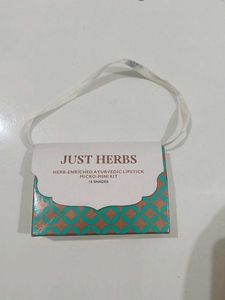 JUST HERBS
HERB-ENRICHED AYURVEDIC LIPSTICK
MICRO-MINI KIT
16 SHADES